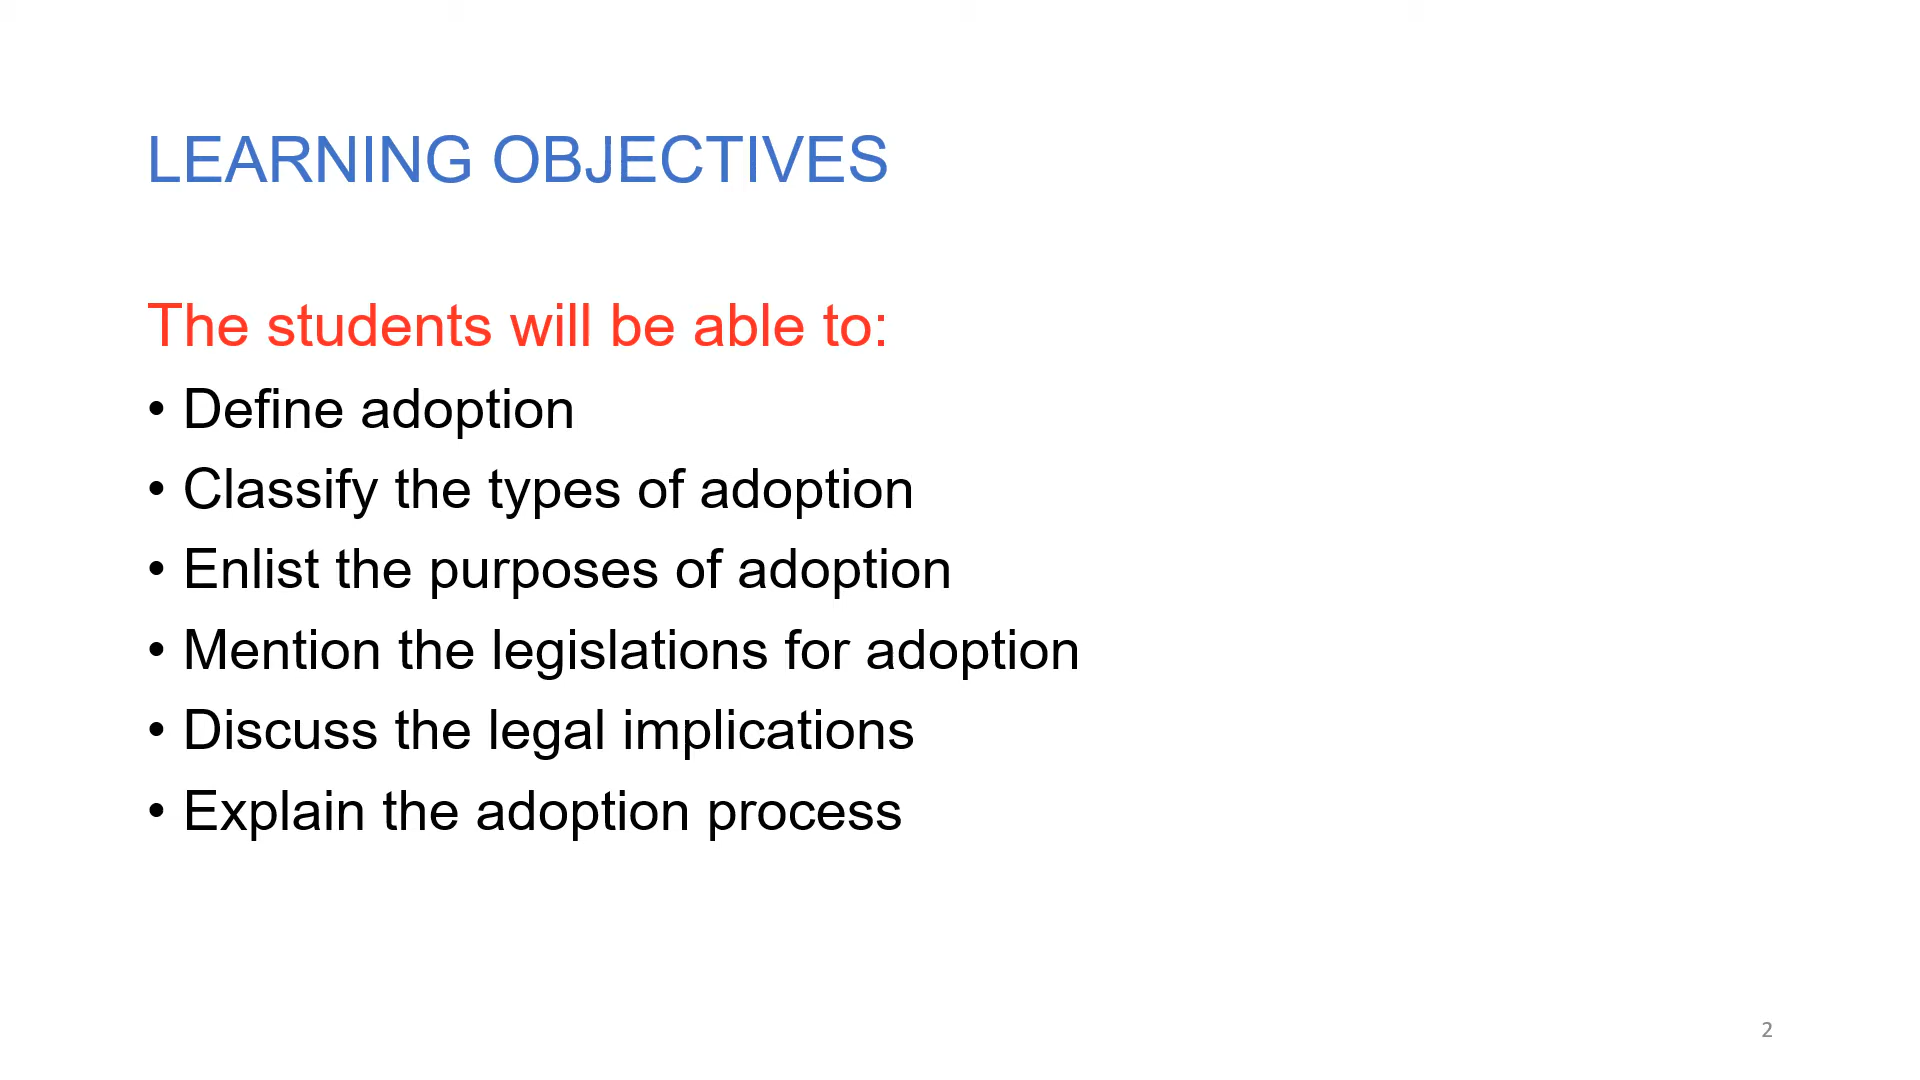 LEARNING OBJECTIVES
The students will be able to:
• Define adoption
• Classify the types of adoption
• Enlist the purposes of adoption
• Mention the legislations for adoption
• Discuss the legal implications
• Explain the adoption process
2